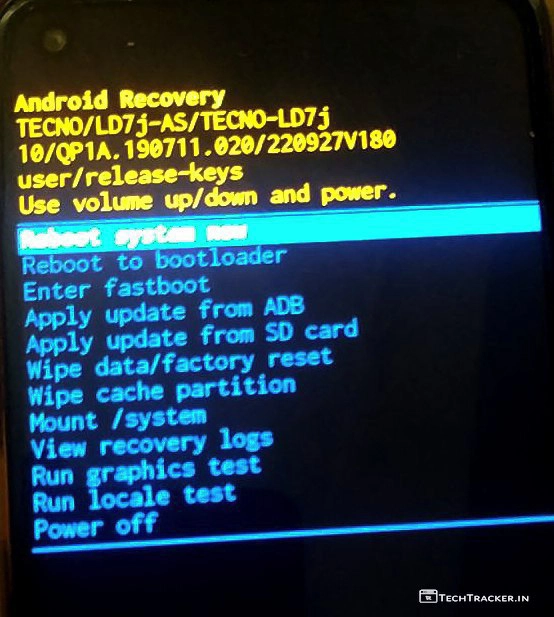 Android Recovery
TECNO/LD7j-AS/TECNO-LD7j
10/QP1A.190711.020/220927V180
user/release-keys
Use volume up/down and power.
Reboot system now
Reboot to bootloader
Enter fastboot
Apply update from ADB
Apply update from SD card
Wipe data/factory reset
Wipe cache partition
Mount /system
View recovery logs
Run graphics test
Run locale test
Power off
TECHTRACKER.IN